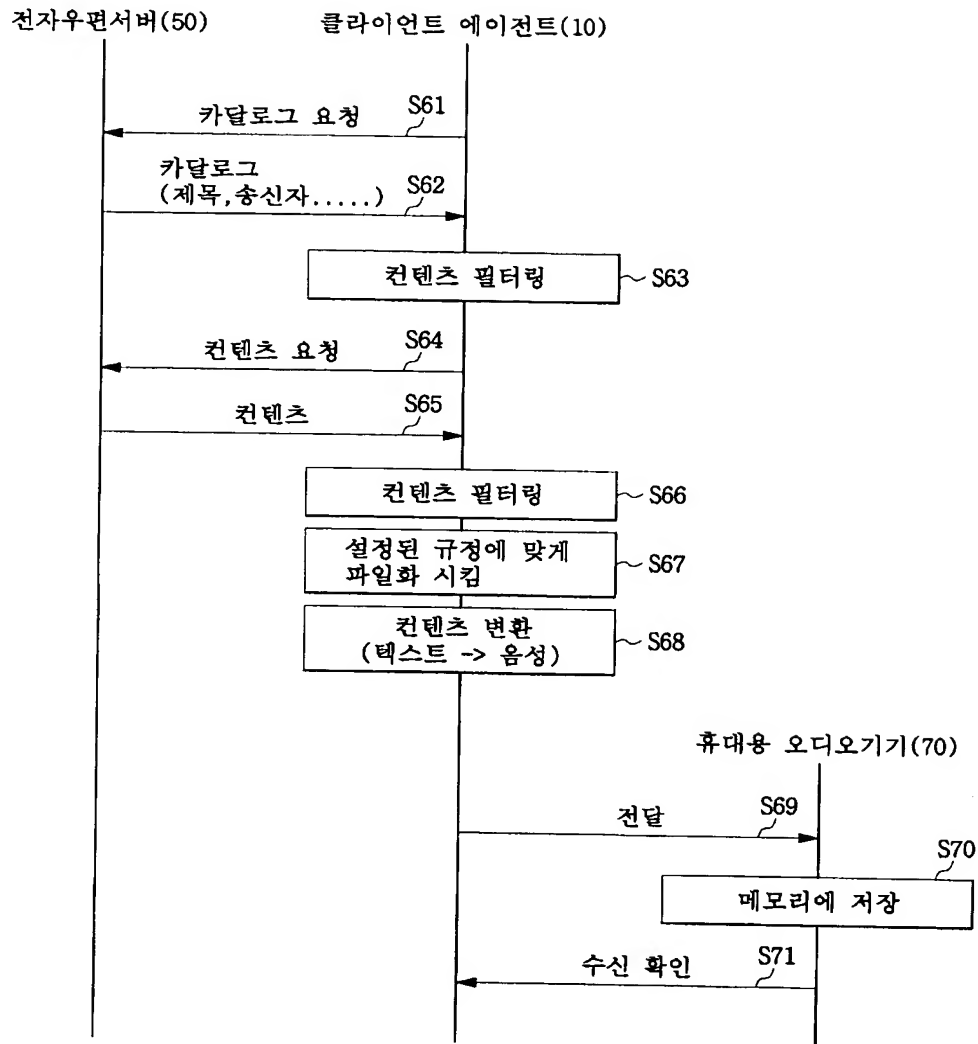 전자우편서버(50)
클라이언트 에이전트(10)
카달로그 요청
S61
카달로그
(제목,송신자.....)
S62
컨텐츠 필터링
S63
컨텐츠 요청
S64
컨텐츠
S65
컨텐츠 필터링
S66
설정된 규정에 맞게
파일화 시킴
S67
컨텐츠 변환
(텍스트 -> 음성)
S68
휴대용 오디오기기(70)
전달
S69
S70
메모리에 저장
수신 확인
S71